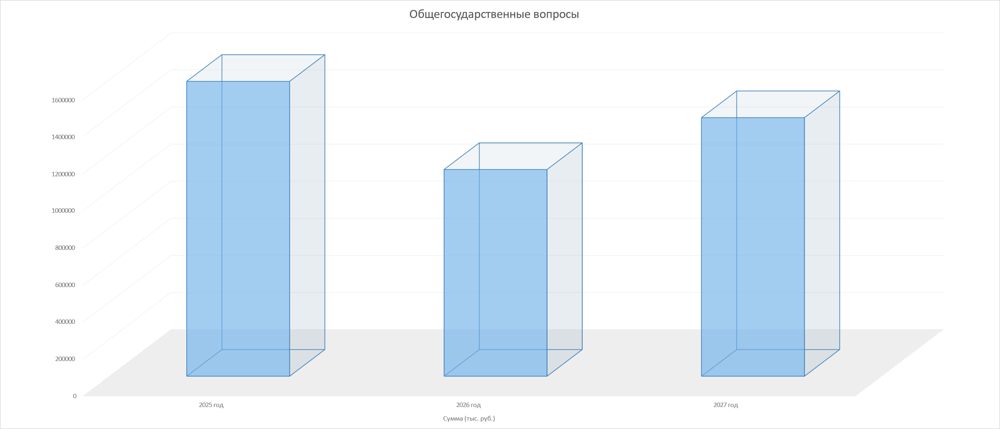 Общегосударственные вопросы
1600000
1400000
1200000
1000000
800000
600000
400000
200000
0
2025 год
2026 год
2027 год
Сумма (тыс. руб.)